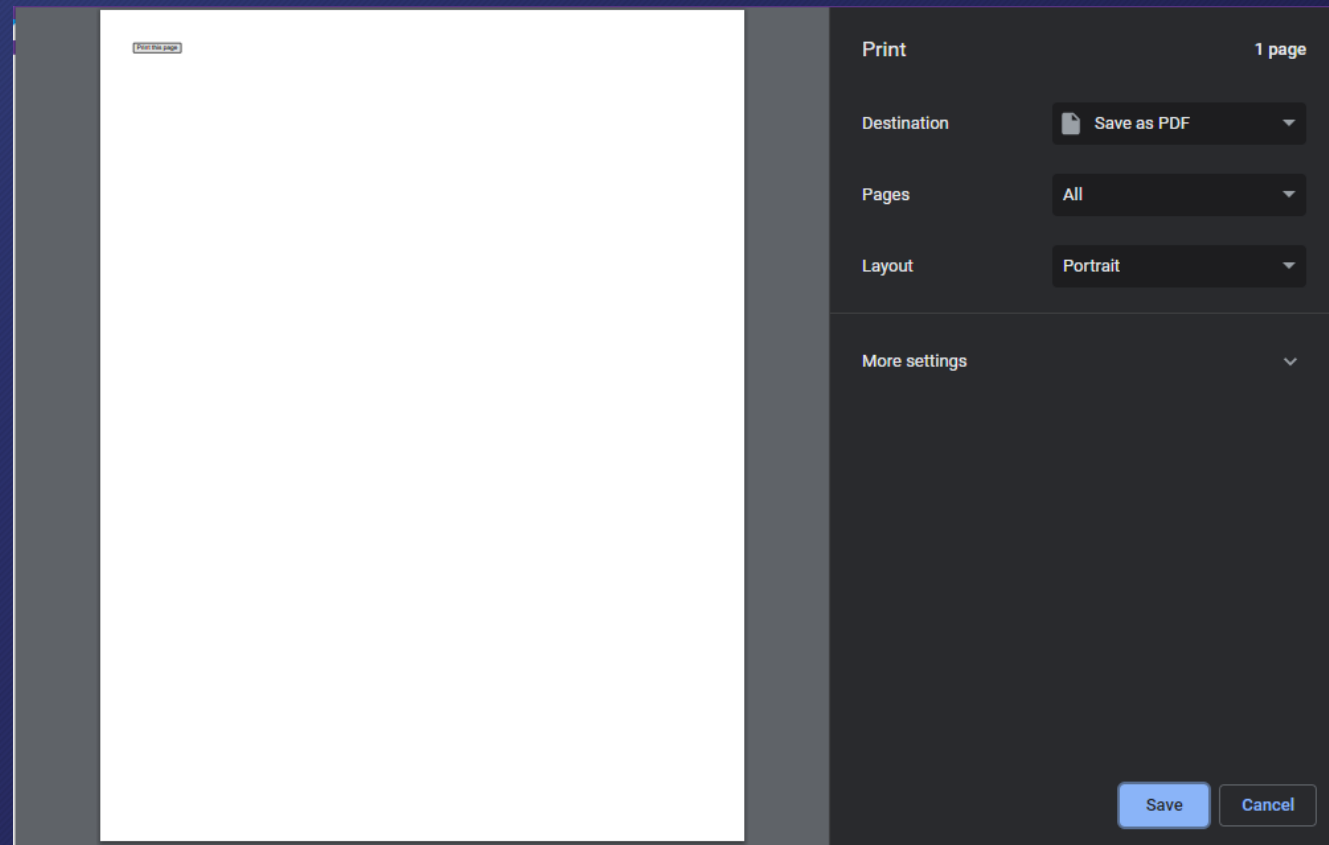 Print this page
Print 1 page
Destination Save as PDF
Pages All
Layout Portrait
More settings
Save Cancel